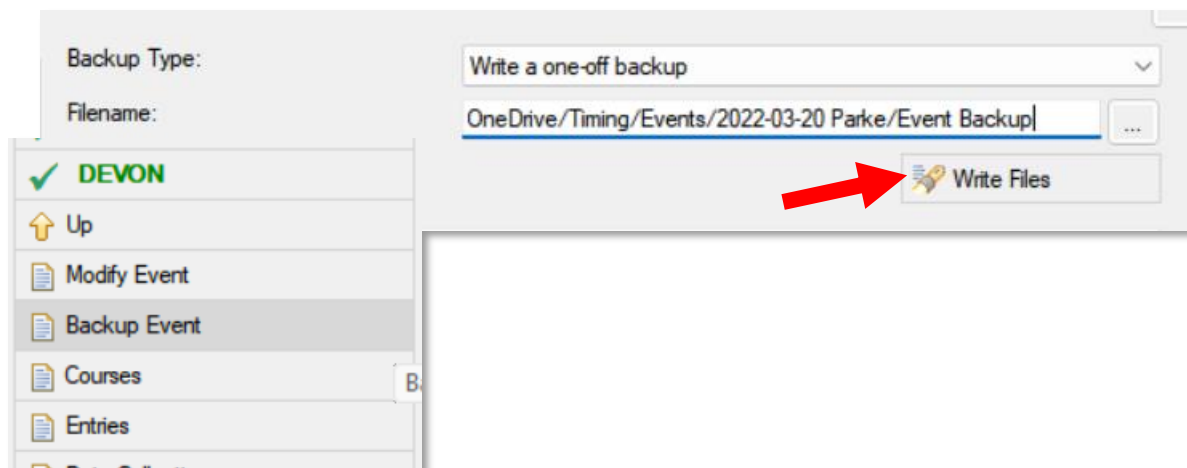 Backup Type:
Write a one-off backup
Filename:
OneDrive/Timing/Events/2022-03-20 Parke/Event Backup
...
Write Files
DEVON
Up
Modify Event
Backup Event
Courses
Entries